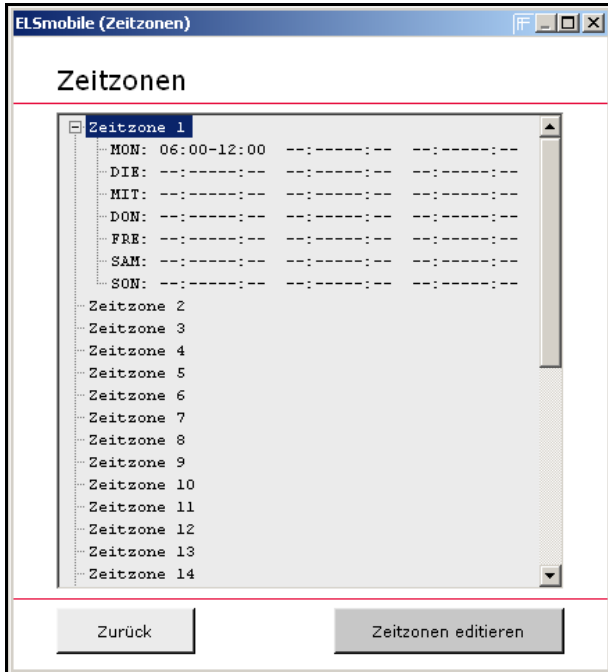 ELSmobile (Zeitzonen)
Zeitzonen
Zeitzone 1
MON: 06:00-12:00 --:-----:-- --:-----:--
DIE: --:-----:-- --:-----:-- --:-----:--
MIT: --:-----:-- --:-----:-- --:-----:--
DON: --:-----:-- --:-----:-- --:-----:--
FRE: --:-----:-- --:-----:-- --:-----:--
SAM: --:-----:-- --:-----:-- --:-----:--
SON: --:-----:-- --:-----:-- --:-----:--
Zeitzone 2
Zeitzone 3
Zeitzone 4
Zeitzone 5
Zeitzone 6
Zeitzone 7
Zeitzone 8
Zeitzone 9
Zeitzone 10
Zeitzone 11
Zeitzone 12
Zeitzone 13
Zeitzone 14
Zurück Zeitzonen editieren